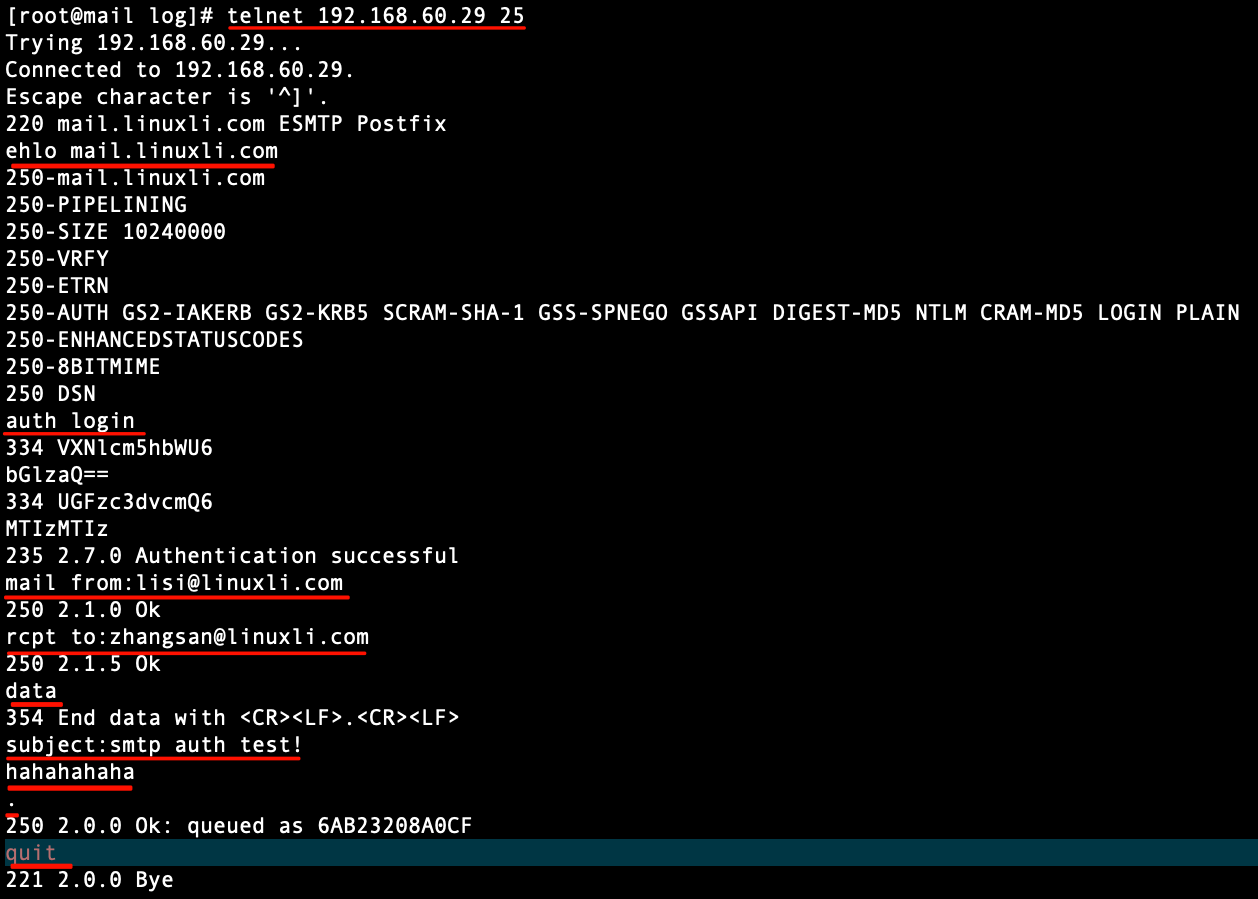 [root@mail log]# telnet 192.168.60.29 25
Trying 192.168.60.29...
Connected to 192.168.60.29.
Escape character is '^]'.
220 mail.linuxli.com ESMTP Postfix
ehlo mail.linuxli.com
250-mail.linuxli.com
250-PIPELINING
250-SIZE 10240000
250-VRFY
250-ETRN
250-AUTH GS2-IAKERB GS2-KRB5 SCRAM-SHA-1 GSS-SPNEGO GSSAPI DIGEST-MD5 NTLM CRAM-MD5 LOGIN PLAIN
250-ENHANCEDSTATUSCODES
250-8BITMIME
250 DSN
auth login
334 VXNlcm5hbWU6
bGlzaQ==
334 UGFzc3dvcmQ6
MTIzMTIz
235 2.7.0 Authentication successful
mail from:lisi@linuxli.com
250 2.1.0 Ok
rcpt to:zhangsan@linuxli.com
250 2.1.5 Ok
data
354 End data with <CR><LF>.<CR><LF>
subject:smtp auth test!
hahahahaha
.
250 2.0.0 Ok: queued as 6AB23208A0CF
quit
221 2.0.0 Bye